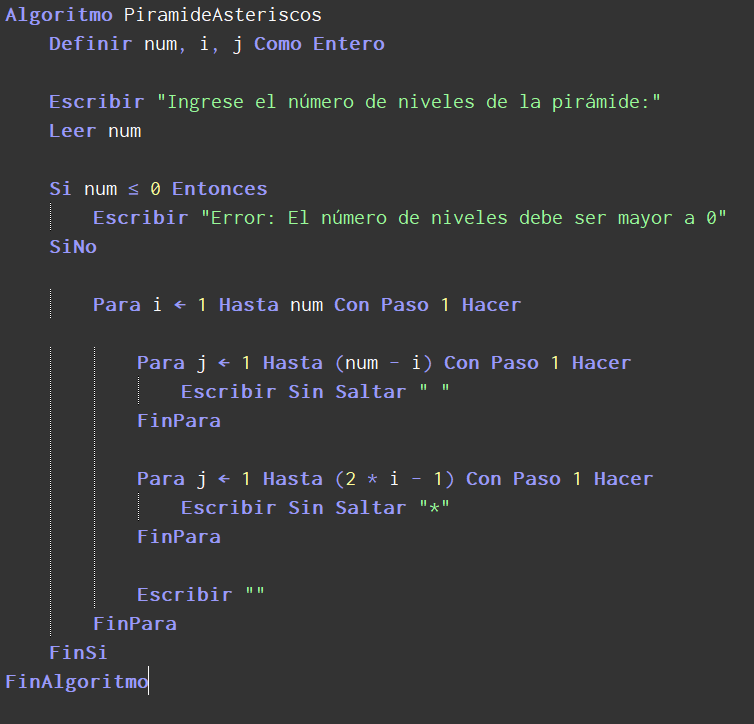 Algoritmo PiramideAsteriscos
Definir num, i, j Como Entero
Escribir "Ingrese el número de niveles de la pirámide:"
Leer num
Si num ≤ 0 Entonces
Escribir "Error: El número de niveles debe ser mayor a 0"
SiNo
Para i ← 1 Hasta num Con Paso 1 Hacer
Para j ← 1 Hasta (num - i) Con Paso 1 Hacer
Escribir Sin Saltar " "
FinPara
Para j ← 1 Hasta (2 * i - 1) Con Paso 1 Hacer
Escribir Sin Saltar "*"
FinPara
Escribir ""
FinPara
FinSi
FinAlgoritmo